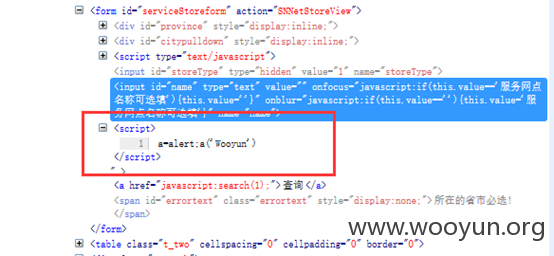 <form id="serviceStoreform" action="SNNetStoreView">
<div id="province" style="display:inline;">
<div id="citypulldown" style="display:inline;">
<script type="text/javascript">
<input id="storeType" type="hidden" value="1" name="storeType">
<input id="name" type="text" value="" onfocus="javascript:if(this.value=='服务网点
名称可选填'){this.value=''}" onblur="javascript:if(this.value==''){this.value='服
务网点名称可选填'}" name="name">
<script>
1 a=alert;a('Wooyun')
</script>
" >
<a href="javascript:search(1);">查询</a>
<span id="errortext" class="errortext" style="display:none;">所在的省市必选!
</span>
</form>
<table class="t_two" cellspacing="0" cellpadding="0" border="0">
www.wooyun.org